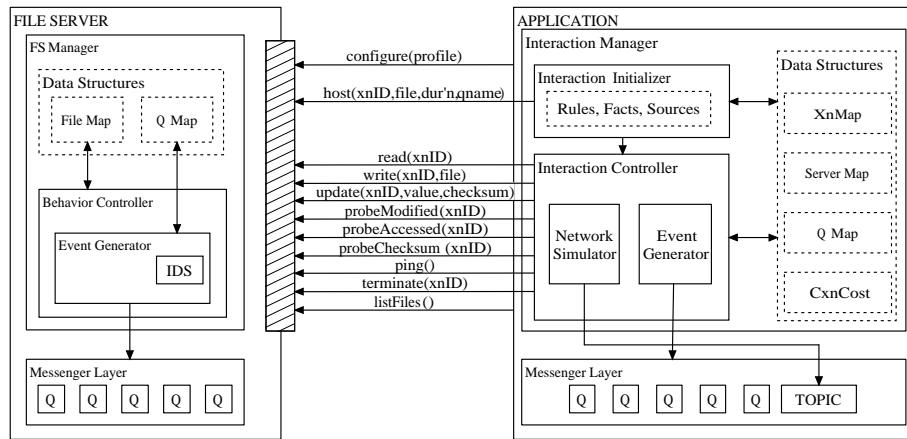 FILE SERVER
FS Manager
Data Structures
File Map
Q Map
Behavior Controller
Event Generator
IDS
Messenger Layer
Q
Q
Q
Q
Q
configure(profile)
host(xnID,file,dur'n,qname)
read(xnID)
write(xnID,file)
update(xnID,value,checksum)
probeModified(xnID)
probeAccessed(xnID)
probeChecksum (xnID)
ping()
terminate(xnID)
listFiles()
APPLICATION
Interaction Manager
Interaction Initializer
Rules, Facts, Sources
Interaction Controller
Network
Simulator
Event
Generator
Data Structures
XnMap
Server Map
Q Map
CxnCost
Messenger Layer
Q
Q
Q
Q
Q
TOPIC